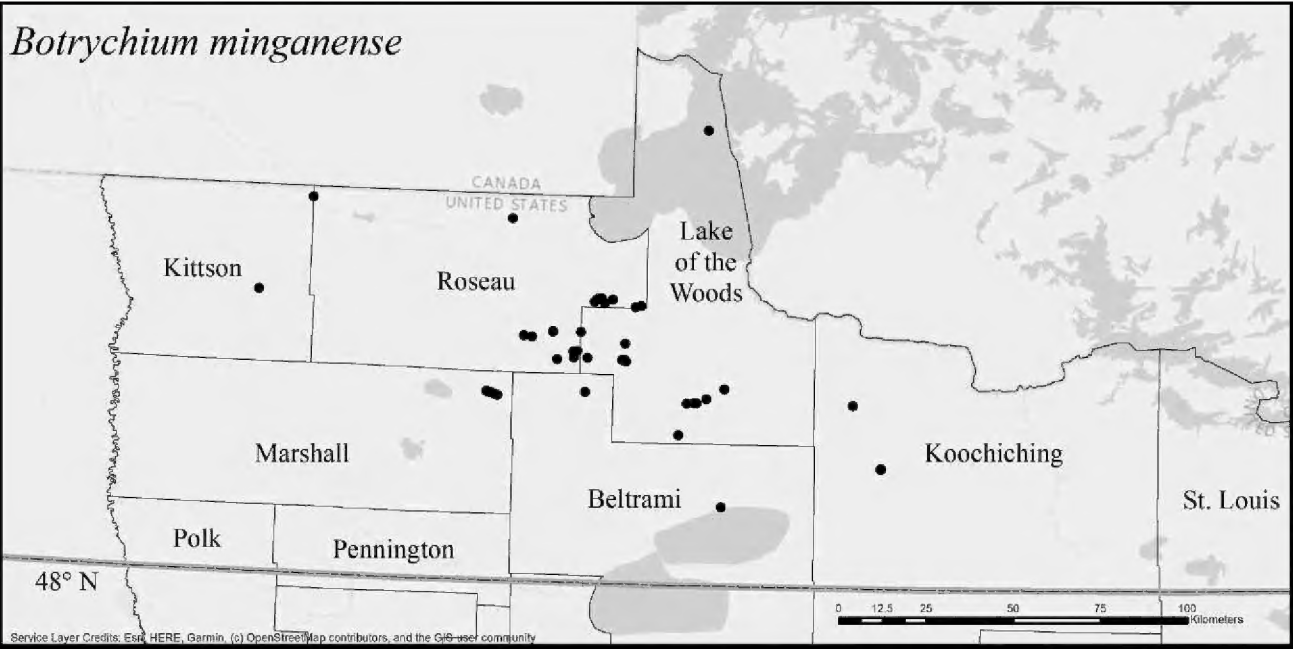 Botrychium minganense
CANADA
UNITED STATES
Lake
of the
Woods
Kittson
Roseau
Marshall
Koochiching
Beltrami
St. Louis
Polk
Pennington
48° N
0 12.5 25 50 75 100
Kilometers
Service Layer Credits: Esri, HERE, Garmin, (c) OpenStreetMap contributors, and the GIS user community